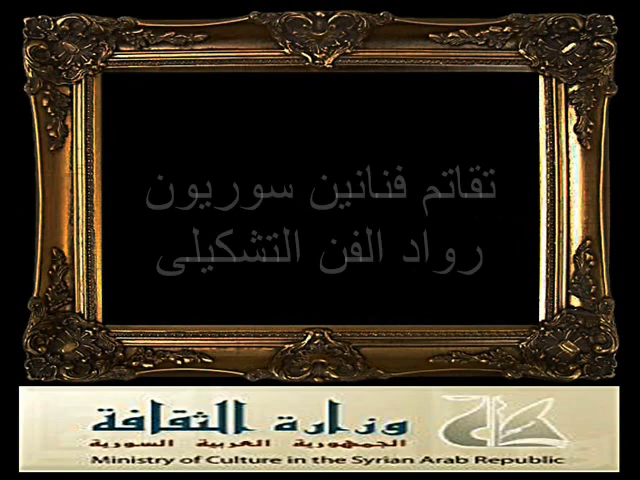 تقاتم فنانين سوريون
رواد الفن التشكيلى
وزارة الثقافة
الجمهورية العربية السورية
Ministry of Culture in the Syrian Arab Republic